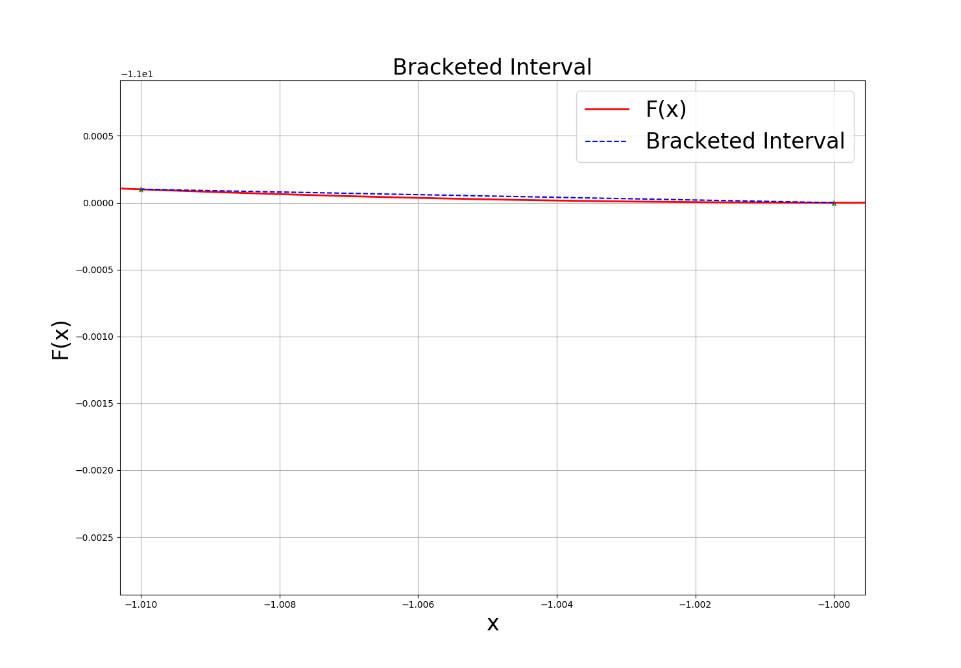 Bracketed Interval
−1.1e1
F(x)
Bracketed Interval
0.0005
0.0000
−0.0005
−0.0010
−0.0015
−0.0020
−0.0025
F(x)
−1.010 −1.008 −1.006 −1.004 −1.002 −1.000
x